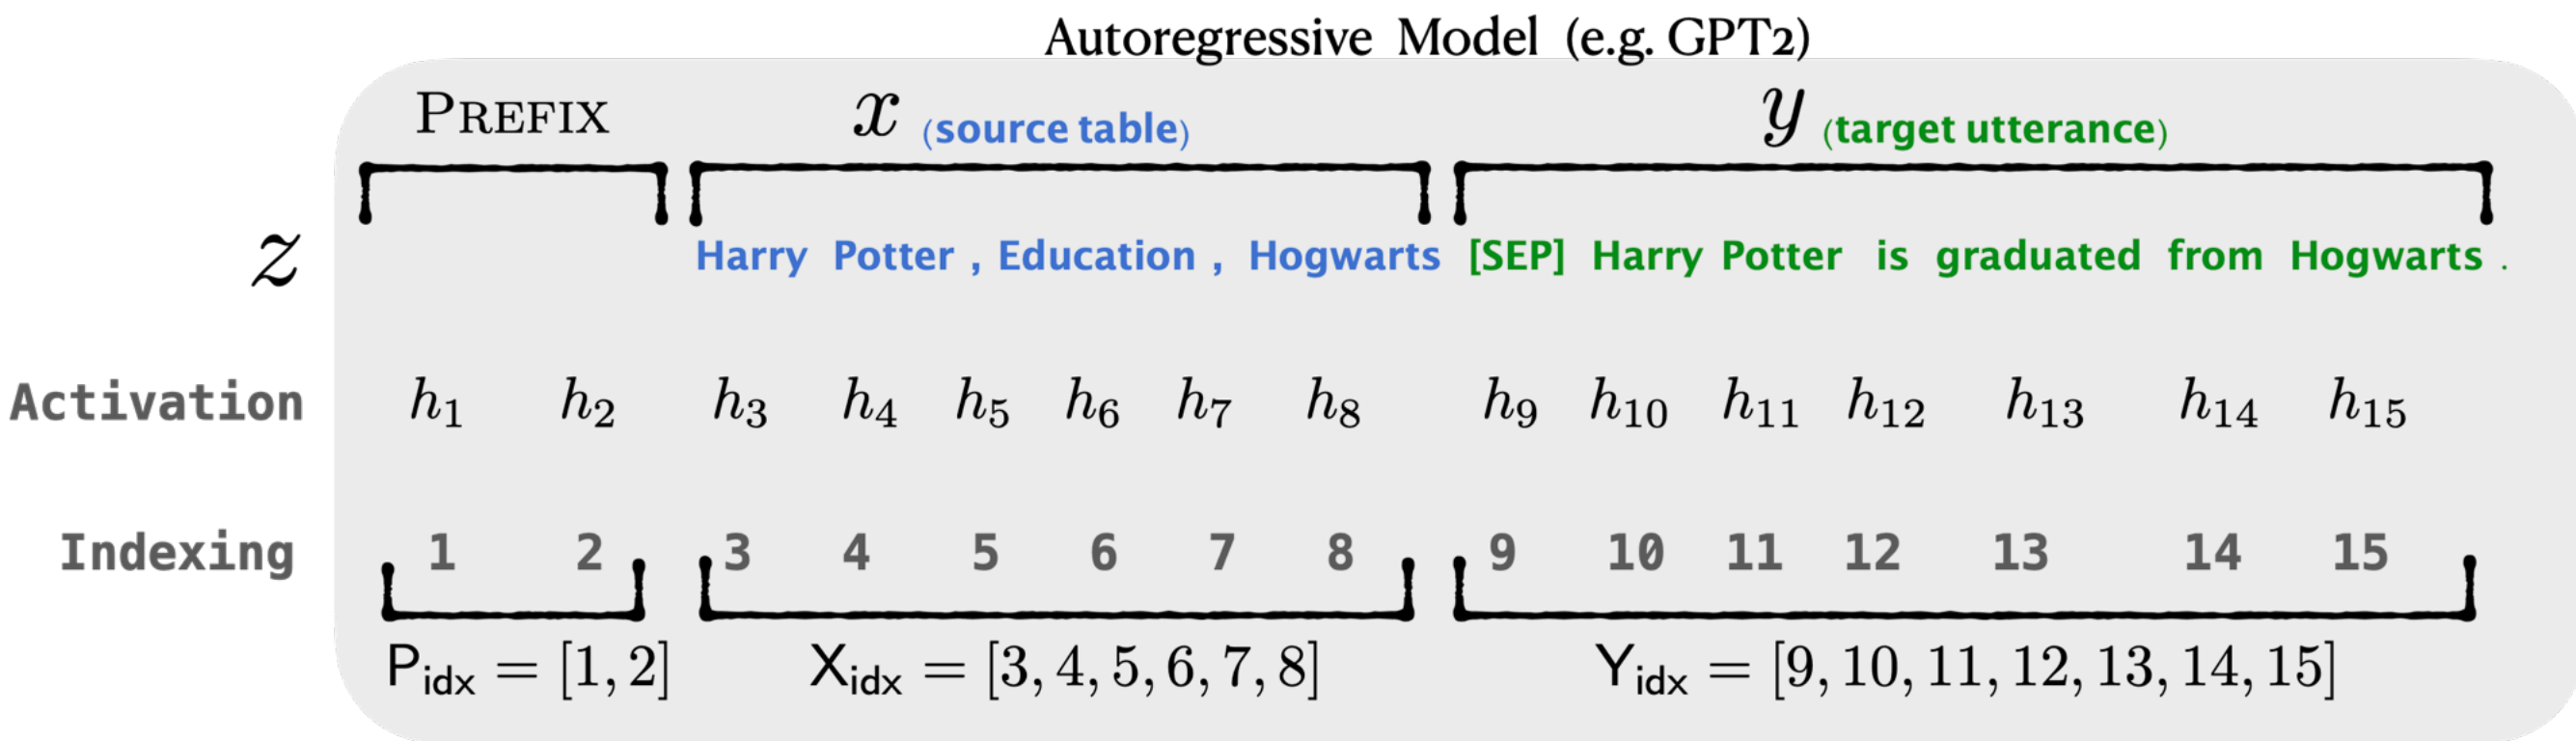 Autoregressive Model (e.g. GPT2)
PREFIX x (source table) y (target utterance)
z Harry Potter , Education , Hogwarts [SEP] Harry Potter is graduated from Hogwarts .
Activation h₁ h₂ h₃ h₄ h₅ h₆ h₇ h₈ h₉ h₁₀ h₁₁ h₁₂ h₁₃ h₁₄ h₁₅
Indexing 1 2 3 4 5 6 7 8 9 10 11 12 13 14 15
P_idx = [1, 2] X_idx = [3, 4, 5, 6, 7, 8] Y_idx = [9, 10, 11, 12, 13, 14, 15]